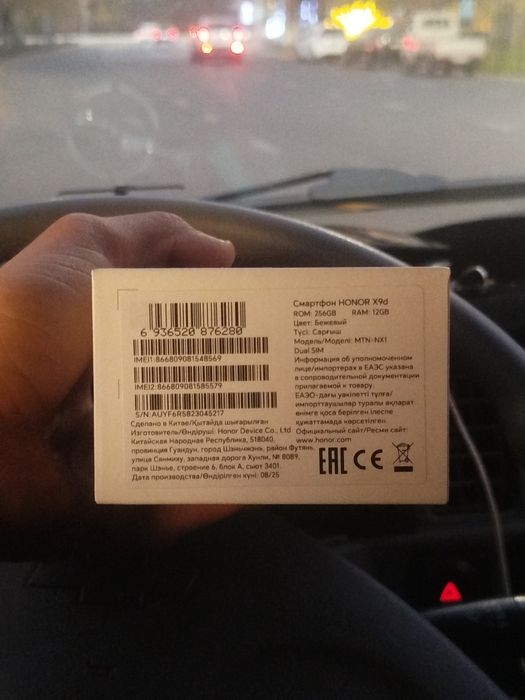 6 936520 876280
IMEI1:866809081548569
IMEI2:866809081585579
S/N:AUYF6R5823045217
Сделано в Китае/Қытайда шығарылған
Изготовитель/Өндіруші: Honor Device Co., Ltd.
Китайская Народная Республика, 518040,
провинция Гуандун, город Шэньчжэнь, район Футянь,
улица Санмиху, западная дорога Хунли, № 8089,
парк Шэнье, строение 6, блок А, сьют 3401.
Дата производства/Өндірілген күні: 08/25
Смартфон HONOR X9d
ROM: 256GB RAM: 12GB
Цвет: Бежевый
Түсі: Сарғыш
Модель/Моделі: MTN-NX1
Dual SIM
Информация об уполномоченном
лице/импортерах в ЕАЭС указана
в сопроводительной документации
прилагаемой к товару.
ЕАЭО-дағы уәкілетті тұлға/
импорттаушылар туралы ақпарат
өнімге қоса берілген ілеспе
құжаттамада көрсетілген.
Официальный сайт/Ресми сайт:
www.honor.com
EAC CE